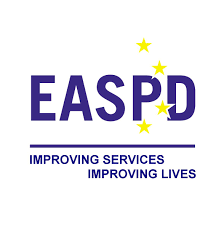 EASPD
IMPROVING SERVICES
IMPROVING LIVES